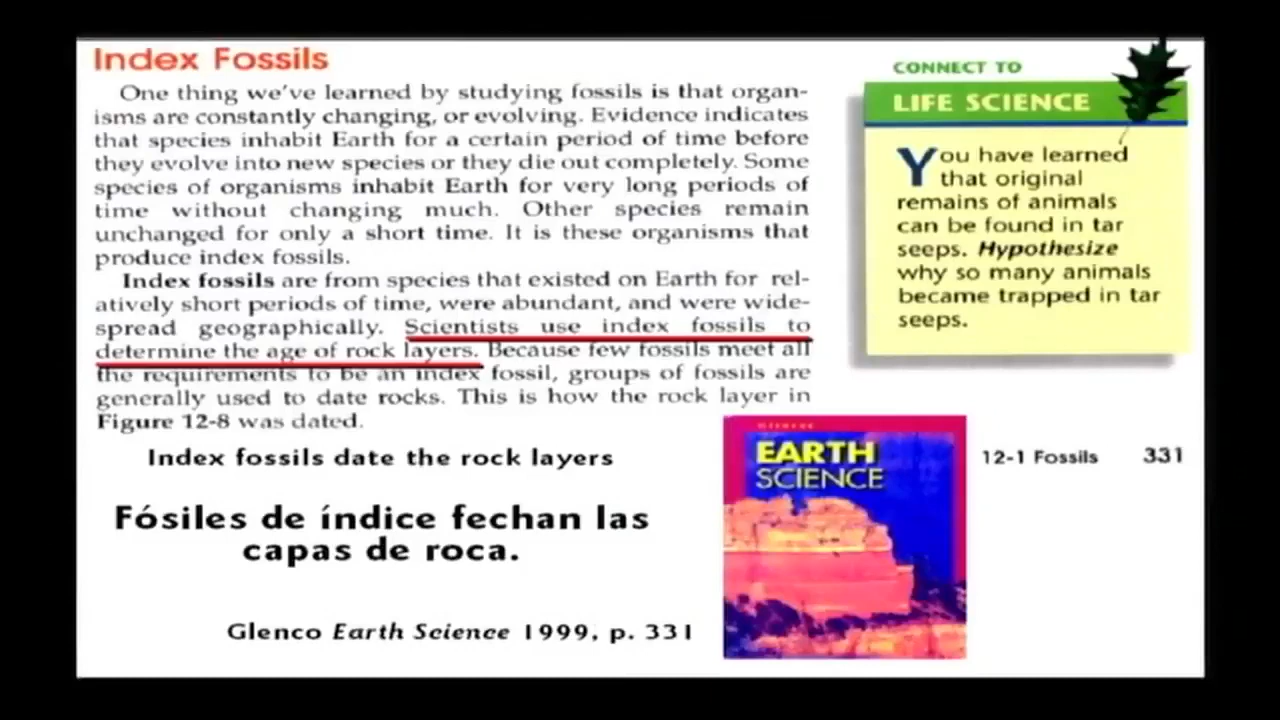 Index Fossils
One thing we've learned by studying fossils is that organ-
isms are constantly changing, or evolving. Evidence indicates
that species inhabit Earth for a certain period of time before
they evolve into new species or they die out completely. Some
species of organisms inhabit Earth for very long periods of
time without changing much. Other species remain
unchanged for only a short time. It is these organisms that
produce index fossils.
Index fossils are from species that existed on Earth for rel-
atively short periods of time, were abundant, and were wide-
spread geographically. Scientists use index fossils to
determine the age of rock layers. Because few fossils meet all
the requirements to be an index fossil, groups of fossils are
generally used to date rocks. This is how the rock layer in
Figure 12-8 was dated.
CONNECT TO
LIFE SCIENCE
You have learned
that original
remains of animals
can be found in tar
seeps. Hypothesize
why so many animals
became trapped in tar
seeps.
Index fossils date the rock layers
Fósiles de índice fechan las
capas de roca.
Glenco Earth Science 1999, p. 331
EARTH
SCIENCE
12-1 Fossils 331